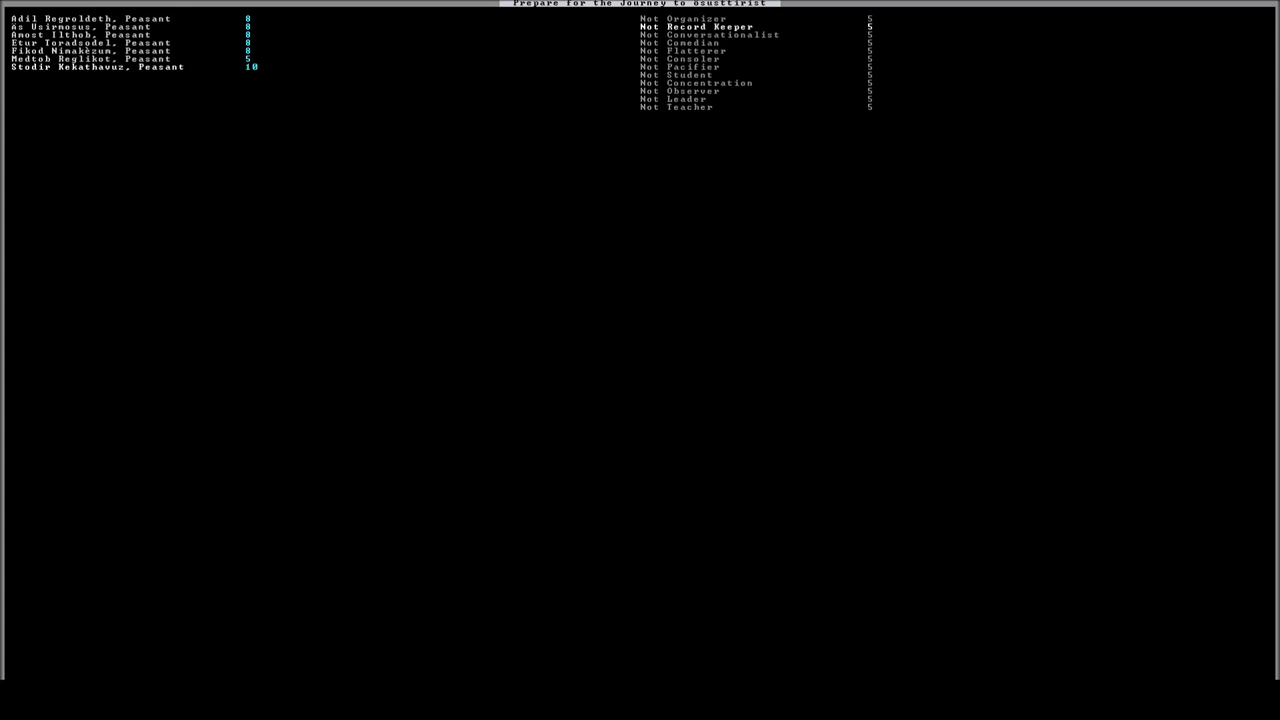 Prepare for the Journey to Osusttirist
Adil Regroldeth, Peasant 8
As Usirmosus, Peasant 8
Amost Ilthob, Peasant 8
Etur Toradsodel, Peasant 8
Fikod Nimakèzum, Peasant 8
Medtob Reglikot, Peasant 5
Stodir Kekathavuz, Peasant 10
Not Organizer 5
Not Record Keeper 5
Not Conversationalist 5
Not Comedian 5
Not Flatterer 5
Not Consoler 5
Not Pacifier 5
Not Student 5
Not Concentration 5
Not Observer 5
Not Leader 5
Not Teacher 5